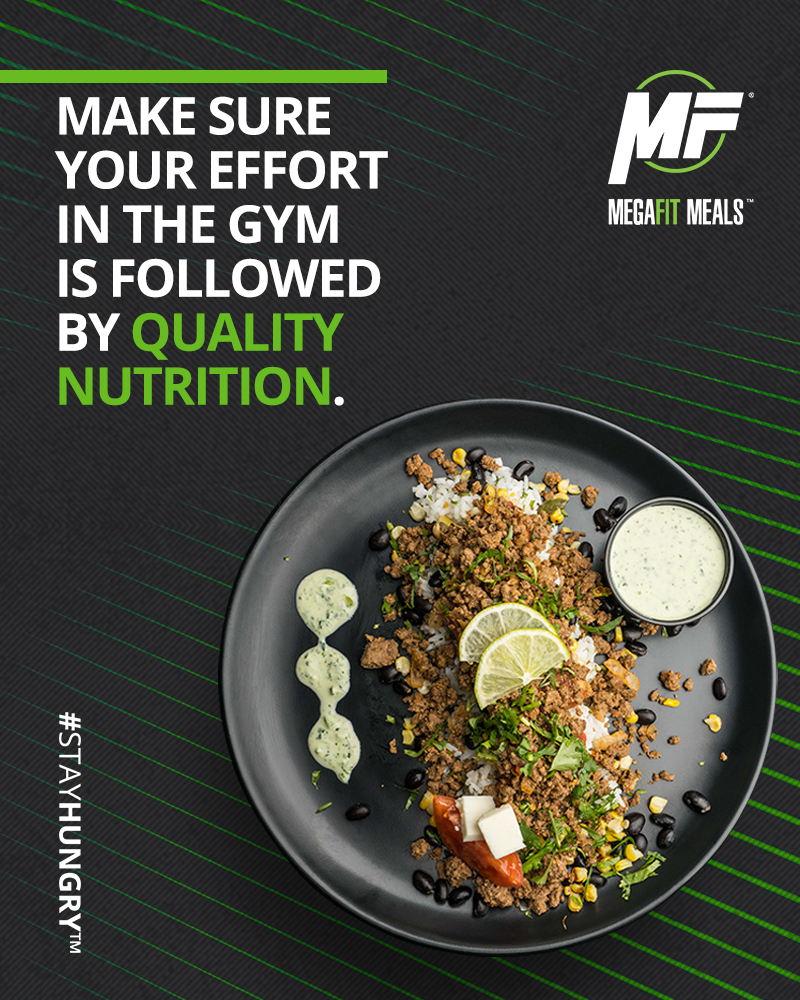 MAKE SURE
YOUR EFFORT
IN THE GYM
IS FOLLOWED
BY QUALITY
NUTRITION.
MF®
MEGAFIT MEALS™
#STAYHUNGRY™